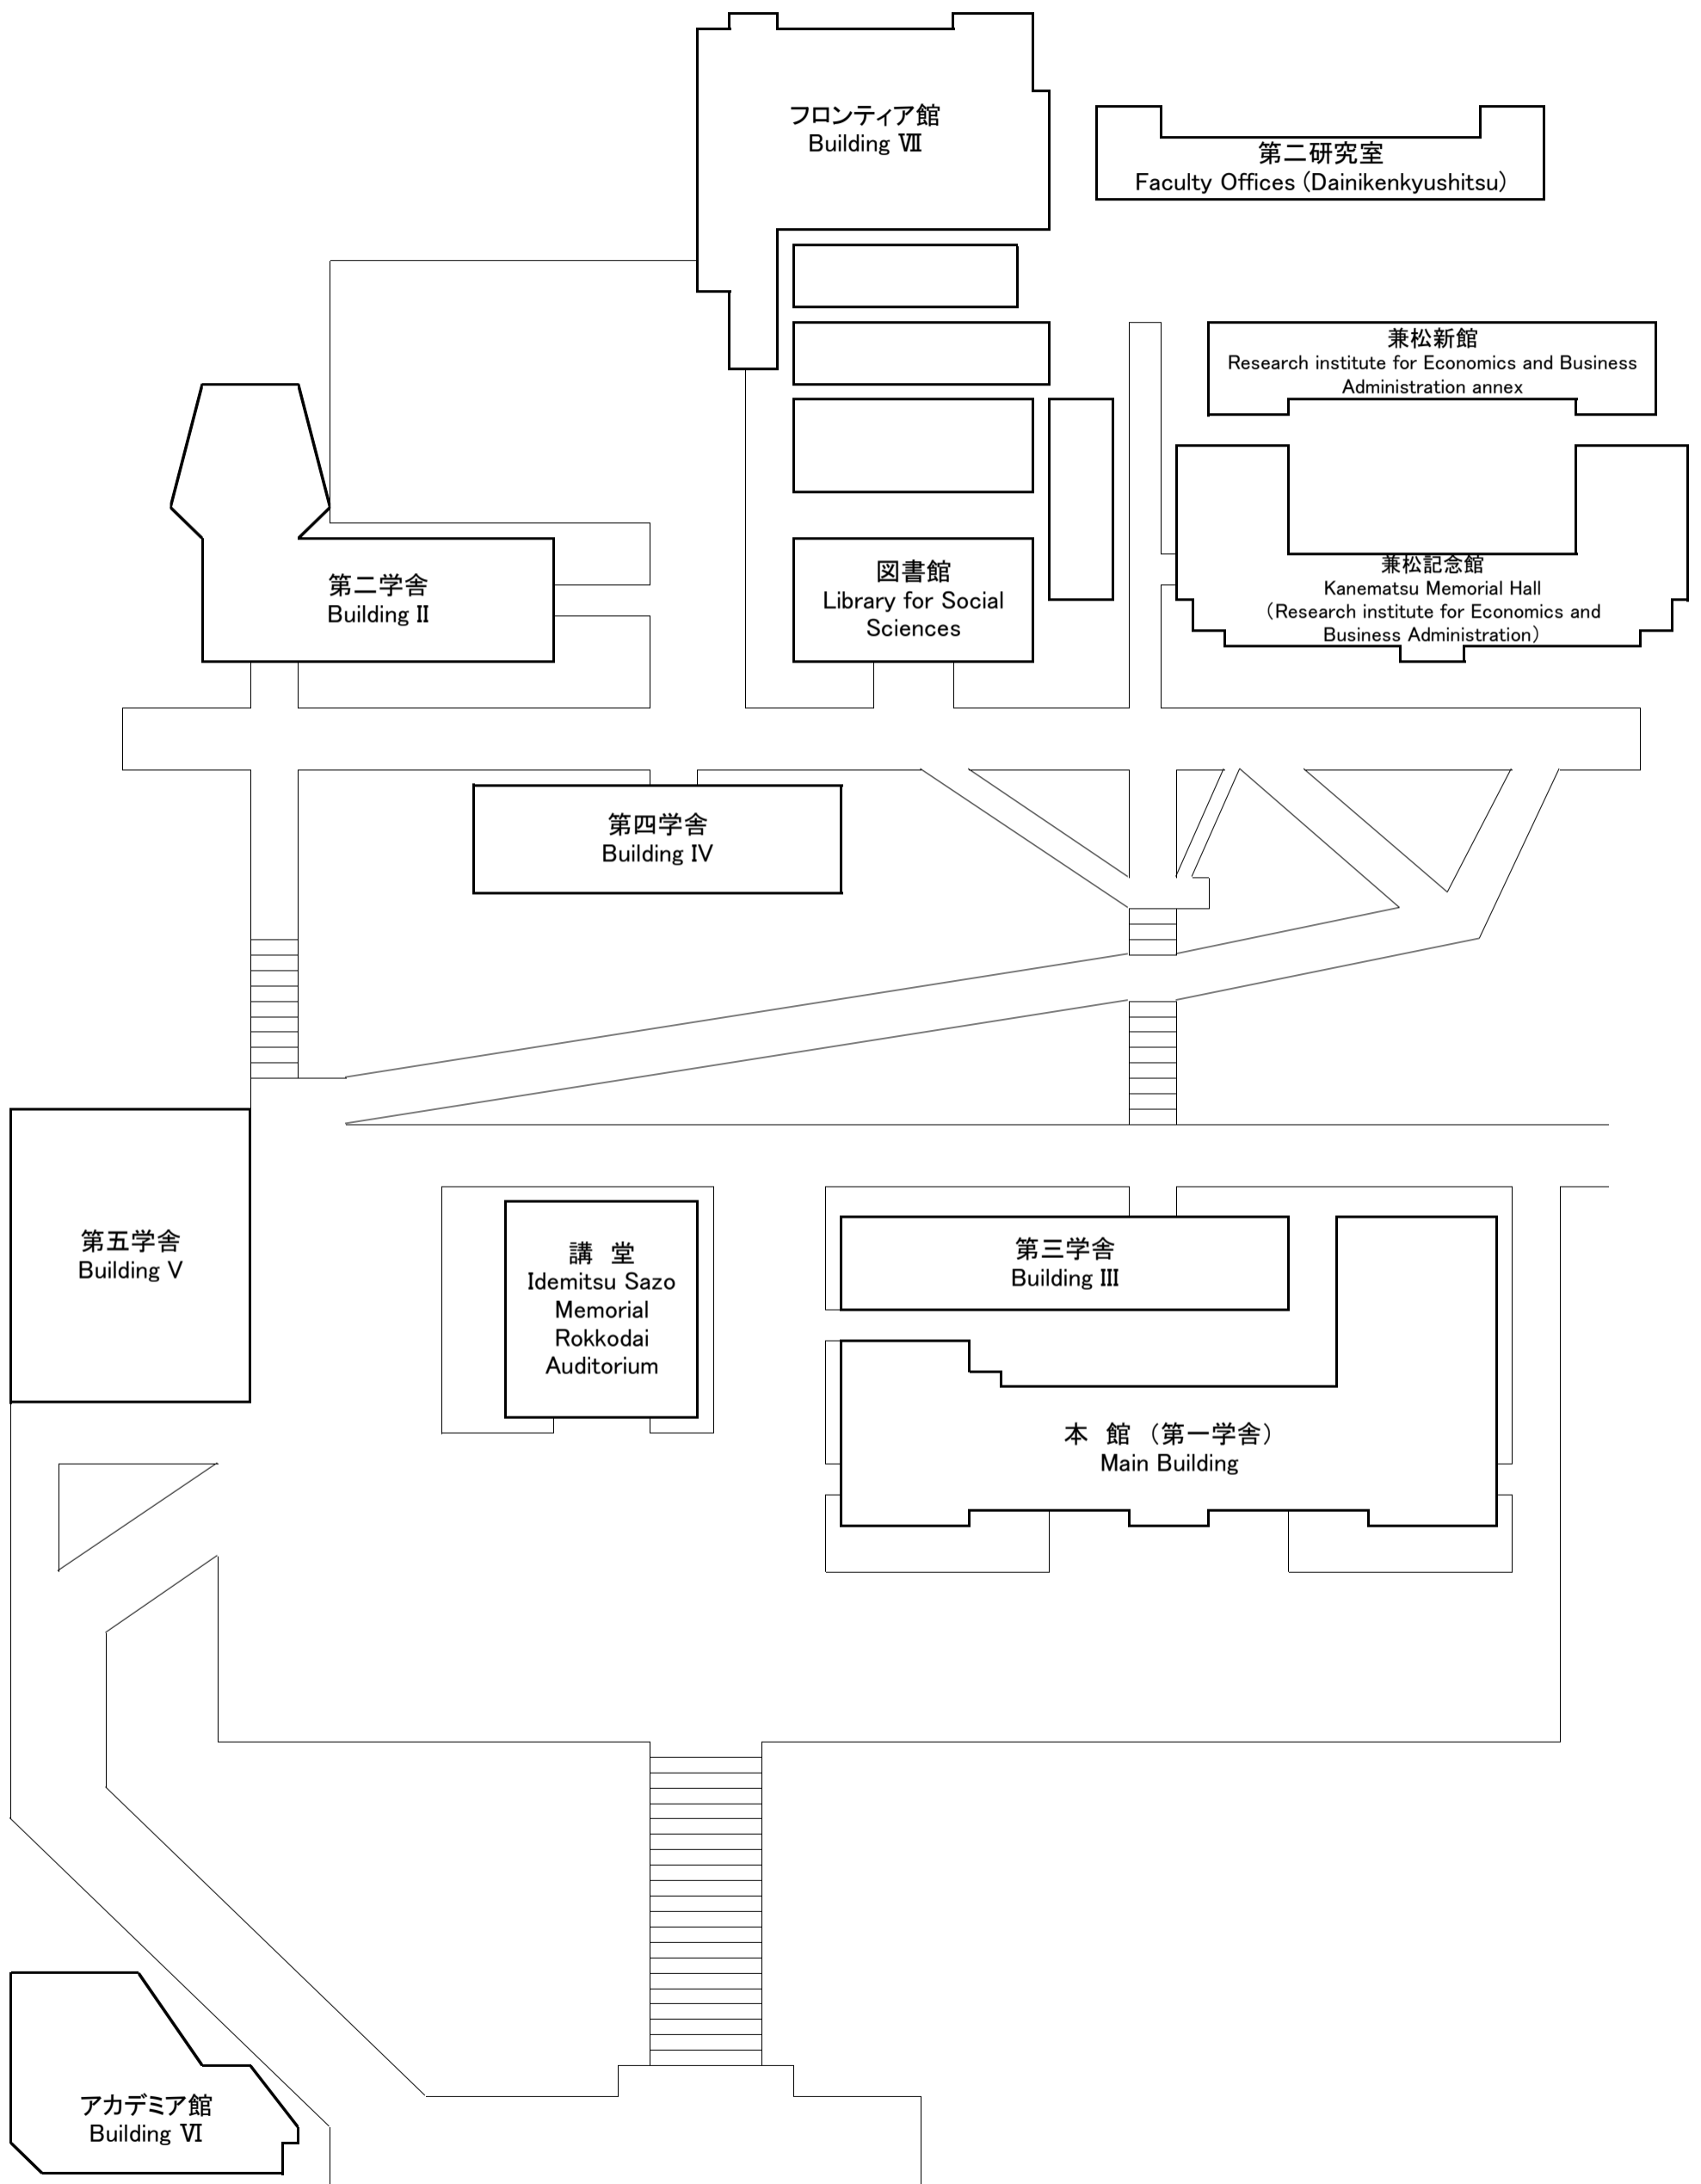 フロンティア館
Building Ⅶ
第二研究室
Faculty Offices (Dainikenkyushitsu)
兼松新館
Research institute for Economics and Business
Administration annex
兼松記念館
Kanematsu Memorial Hall
（Research institute for Economics and
Business Administration）
図書館
Library for Social
Sciences
第二学舎
Building II
第四学舎
Building IV
第五学舎
Building V
講　堂
Idemitsu Sazo
Memorial
Rokkodai
Auditorium
第三学舎
Building III
本　館 （第一学舎）
Main Building
アカデミア館
Building Ⅵ